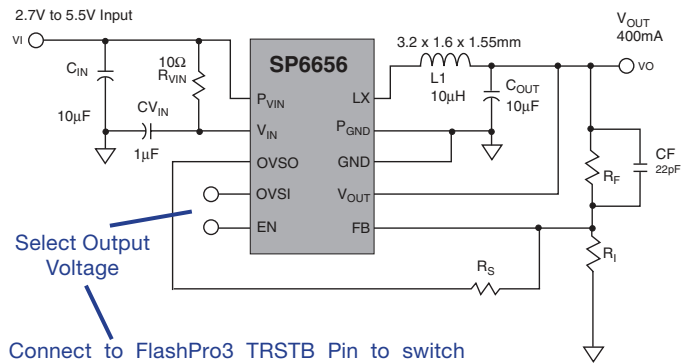 2.7V to 5.5V Input
VI
CIN
10μF
CVIN
1μF
10Ω
RVIN
SP6656
PVIN
VIN
OVSO
OVSI
EN
LX
PGND
GND
VOUT
FB
3.2 x 1.6 x 1.55mm
L1
10μH
COUT
10μF
VOUT
400mA
VO
RF
CF
22pF
RI
RS
Select Output
Voltage
Connect to FlashPro3 TRSTB Pin to switch